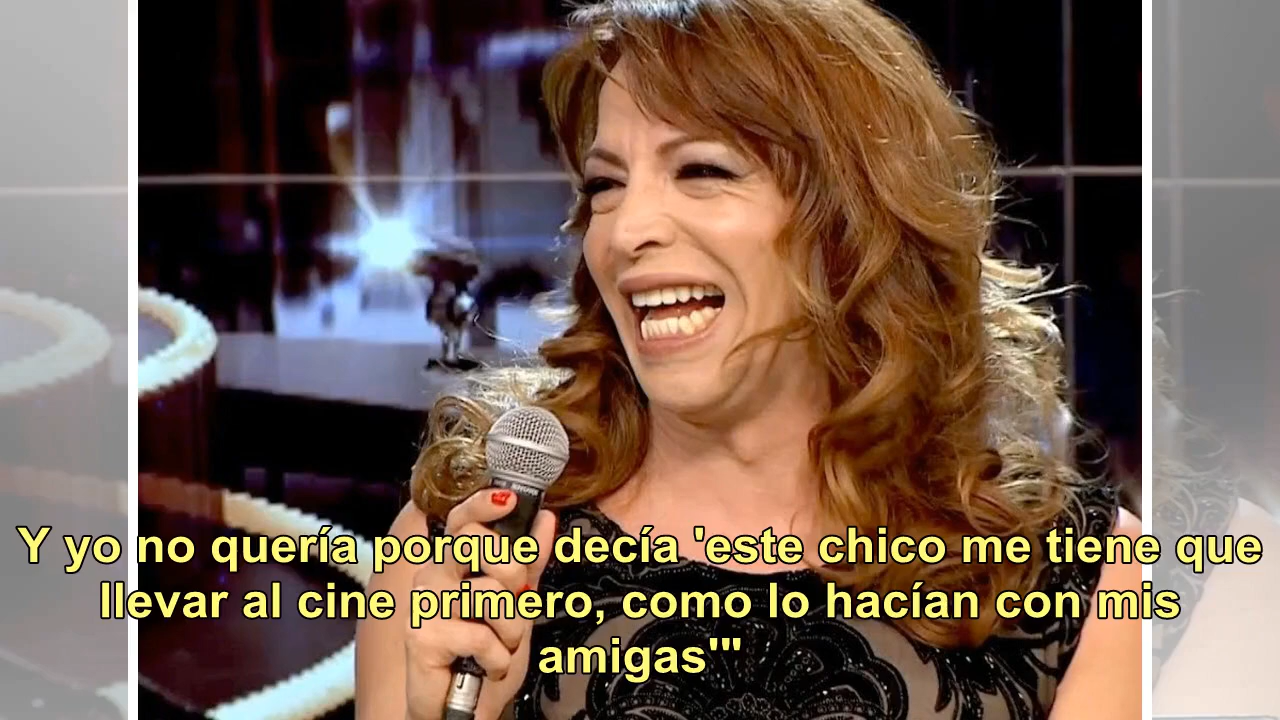 Y yo no quería porque decía 'este chico me tiene que
llevar al cine primero, como lo hacían con mis
amigas'"